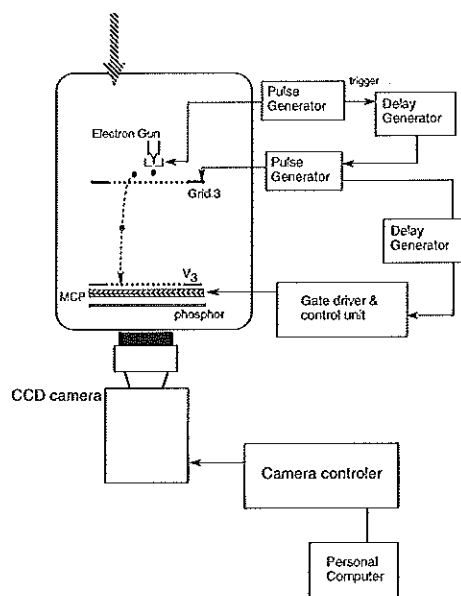 Pulse
Generator
trigger
Delay
Generator
Electron Gun
Pulse
Generator
Grid.3
Delay
Generator
V3
MCP
phosphor
Gate driver &
control unit
CCD camera
Camera controler
Personal
Computer